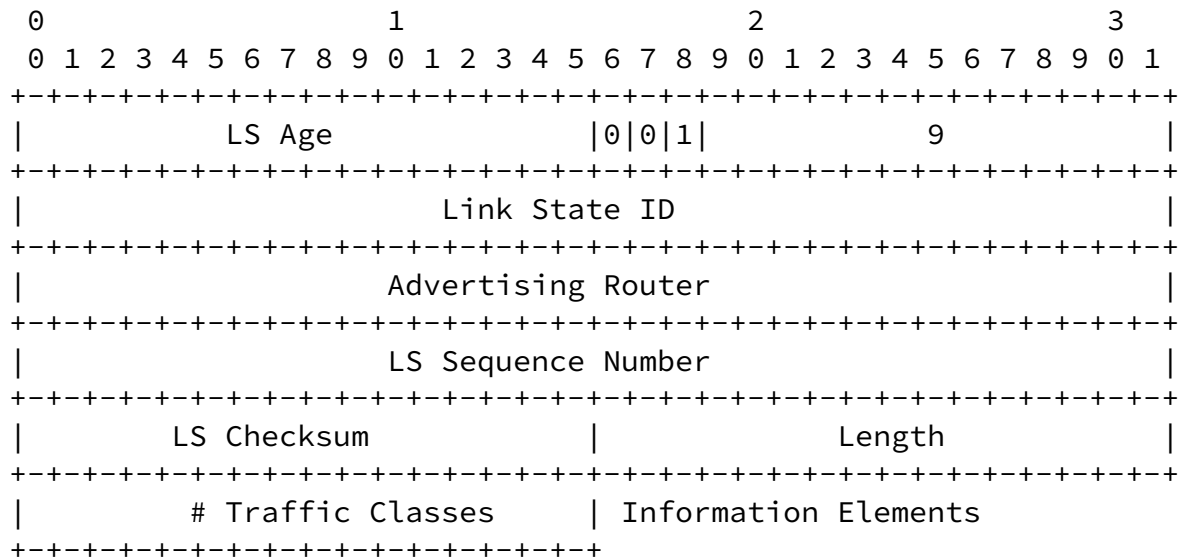 0                   1                   2                   3
 0 1 2 3 4 5 6 7 8 9 0 1 2 3 4 5 6 7 8 9 0 1 2 3 4 5 6 7 8 9 0 1
+-+-+-+-+-+-+-+-+-+-+-+-+-+-+-+-+-+-+-+-+-+-+-+-+-+-+-+-+-+-+-+-+
|           LS Age              |0|0|1|            9            |
+-+-+-+-+-+-+-+-+-+-+-+-+-+-+-+-+-+-+-+-+-+-+-+-+-+-+-+-+-+-+-+-+
|                       Link State ID                           |
+-+-+-+-+-+-+-+-+-+-+-+-+-+-+-+-+-+-+-+-+-+-+-+-+-+-+-+-+-+-+-+-+
|                    Advertising Router                         |
+-+-+-+-+-+-+-+-+-+-+-+-+-+-+-+-+-+-+-+-+-+-+-+-+-+-+-+-+-+-+-+-+
|                    LS Sequence Number                         |
+-+-+-+-+-+-+-+-+-+-+-+-+-+-+-+-+-+-+-+-+-+-+-+-+-+-+-+-+-+-+-+-+
|        LS Checksum            |             Length            |
+-+-+-+-+-+-+-+-+-+-+-+-+-+-+-+-+-+-+-+-+-+-+-+-+-+-+-+-+-+-+-+-+
|         # Traffic Classes     | Information Elements
+-+-+-+-+-+-+-+-+-+-+-+-+-+-+-+-+